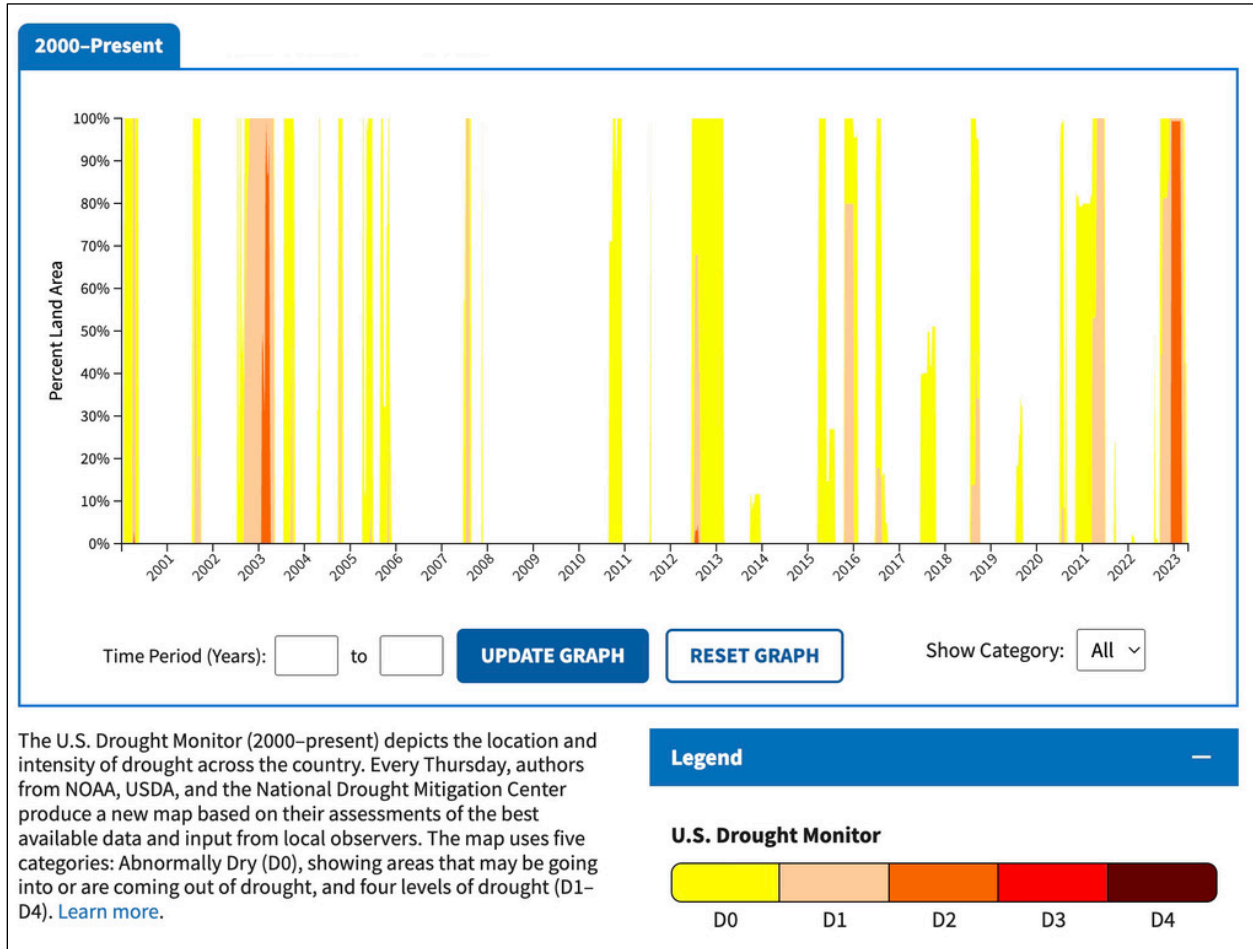 2000–Present
100%
90%
80%
70%
60%
50%
40%
30%
20%
10%
0%
Percent Land Area
2001 2002 2003 2004 2005 2006 2007 2008 2009 2010 2011 2012 2013 2014 2015 2016 2017 2018 2019 2020 2021 2022 2023
Time Period (Years): to UPDATE GRAPH RESET GRAPH Show Category: All
The U.S. Drought Monitor (2000–present) depicts the location and
intensity of drought across the country. Every Thursday, authors
from NOAA, USDA, and the National Drought Mitigation Center
produce a new map based on their assessments of the best
available data and input from local observers. The map uses five
categories: Abnormally Dry (D0), showing areas that may be going
into or are coming out of drought, and four levels of drought (D1–
D4). Learn more.
Legend
U.S. Drought Monitor
D0 D1 D2 D3 D4